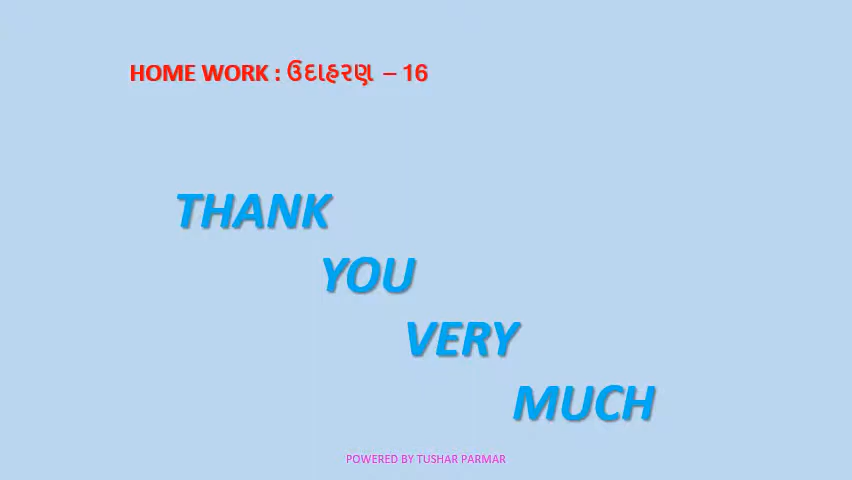 HOME WORK : ઉદાહરણ – 16
THANK
YOU
VERY
MUCH
POWERED BY TUSHAR PARMAR